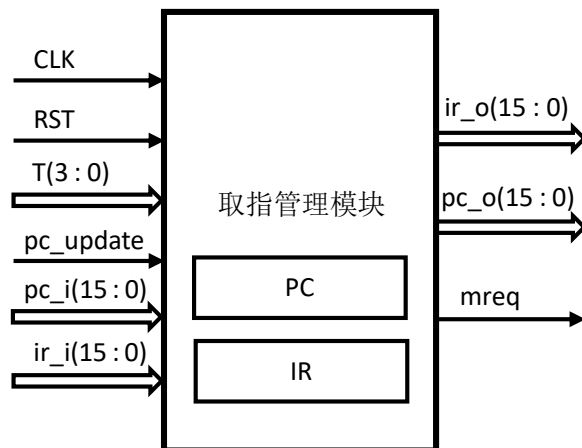 CLK
RST
T(3 : 0)
pc_update
pc_i(15 : 0)
ir_i(15 : 0)
取指管理模块
PC
IR
ir_o(15 : 0)
pc_o(15 : 0)
mreq